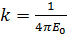 k = 1/4πE₀